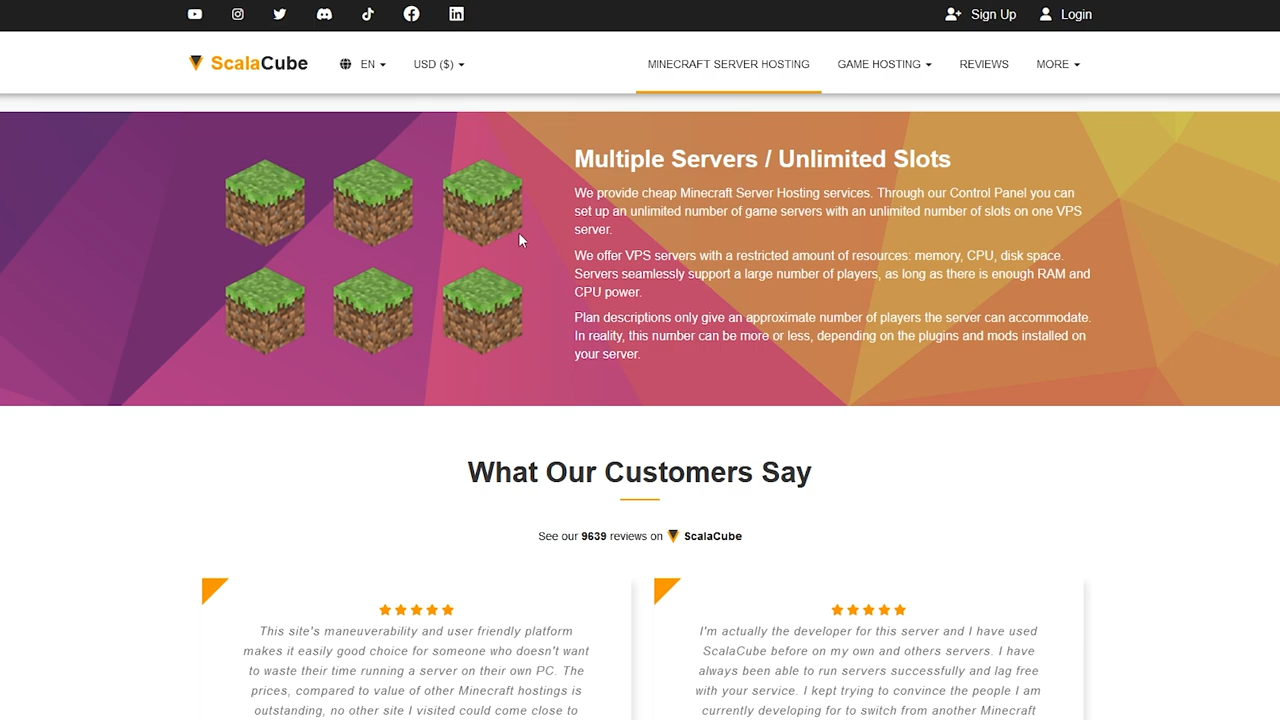 Sign Up
Login
ScalaCube
EN
USD ($)
MINECRAFT SERVER HOSTING
GAME HOSTING
REVIEWS
MORE
Multiple Servers / Unlimited Slots
We provide cheap Minecraft Server Hosting services. Through our Control Panel you can
set up an unlimited number of game servers with an unlimited number of slots on one VPS
server.
We offer VPS servers with a restricted amount of resources: memory, CPU, disk space.
Servers seamlessly support a large number of players, as long as there is enough RAM and
CPU power.
Plan descriptions only give an approximate number of players the server can accommodate.
In reality, this number can be more or less, depending on the plugins and mods installed on
your server.
What Our Customers Say
See our 9639 reviews on ScalaCube
This site's maneuverability and user friendly platform
makes it easily good choice for someone who doesn't want
to waste their time running a server on their own PC. The
prices, compared to value of other Minecraft hostings is
outstanding, no other site I visited could come close to
I'm actually the developer for this server and I have used
ScalaCube before on my own and others servers. I have
always been able to run servers successfully and lag free
with your service. I kept trying to convince the people I am
currently developing for to switch from another Minecraft